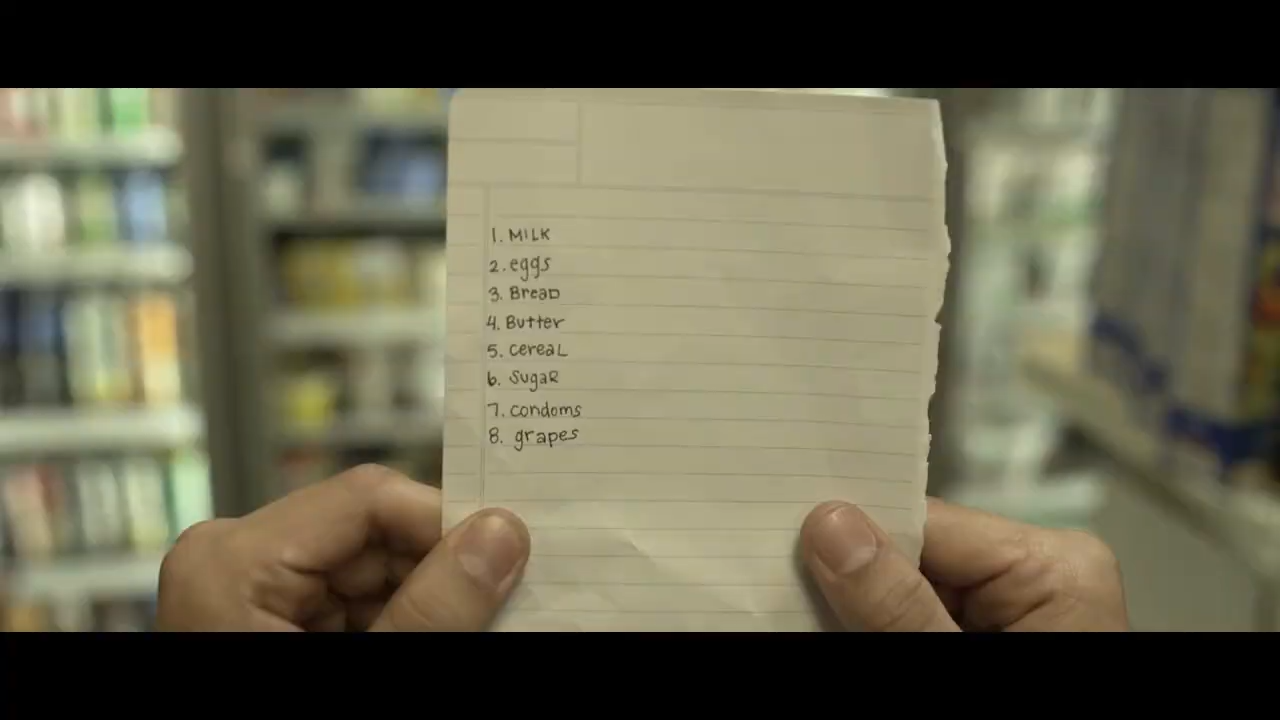 1. MILK
2. eggs
3. Bread
4. Butter
5. cereal
6. Sugar
7. condoms
8. grapes